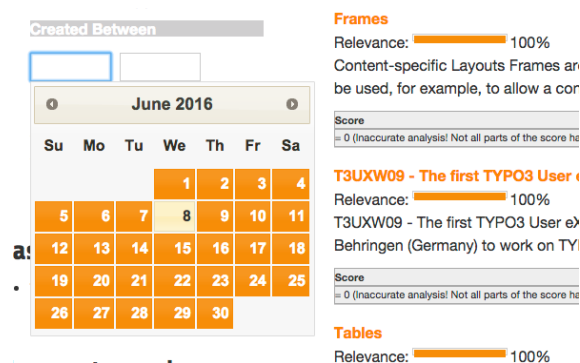 Created Between
June 2016
Su Mo Tu We Th Fr Sa
1 2 3 4
5 6 7 8 9 10 11
12 13 14 15 16 17 18
19 20 21 22 23 24 25
26 27 28 29 30
Frames
Relevance: 100%
Content-specific Layouts Frames are
be used, for example, to allow a con
Score
= 0 (Inaccurate analysis! Not all parts of the score ha
T3UXW09 - The first TYPO3 User e
Relevance: 100%
T3UXW09 - The first TYPO3 User eX
Behringen (Germany) to work on TY
Score
= 0 (Inaccurate analysis! Not all parts of the score ha
Tables
Relevance: 100%